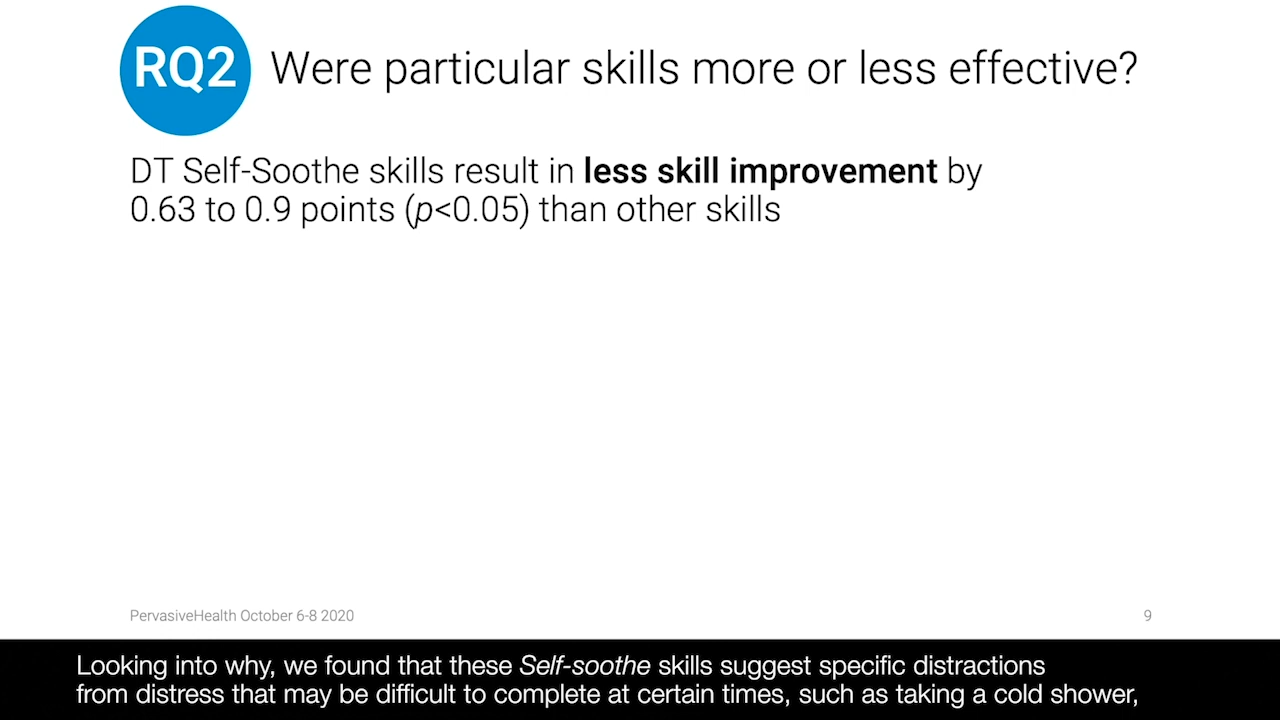 RQ2 Were particular skills more or less effective?
DT Self-Soothe skills result in less skill improvement by
0.63 to 0.9 points (p<0.05) than other skills
PervasiveHealth October 6-8 2020
9
Looking into why, we found that these Self-soothe skills suggest specific distractions
from distress that may be difficult to complete at certain times, such as taking a cold shower,